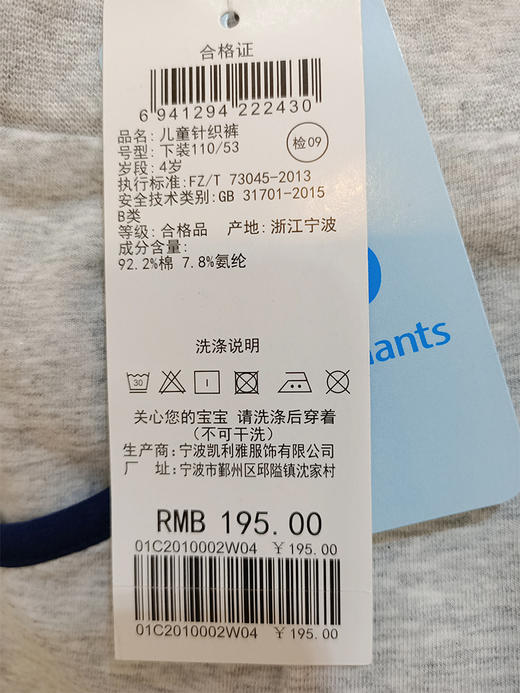 合格证
6 941294 222430
品名: 儿童针织裤
号型: 下装110/53
检09
岁段: 4岁
执行标准:FZ/T 73045-2013
安全技术类别:GB 31701-2015
B类
等级: 合格品 产地: 浙江宁波
成分含量:
92.2%棉 7.8%氨纶
ants
洗涤说明
30
关心您的宝宝 请洗涤后穿着
(不可干洗)
生产商:宁波凯利雅服饰有限公司
厂 址:宁波市鄞州区邱隘镇沈家村
RMB 195.00
01C2010002W04 ¥ 195.00
01C2010002W04 ¥ 195.00